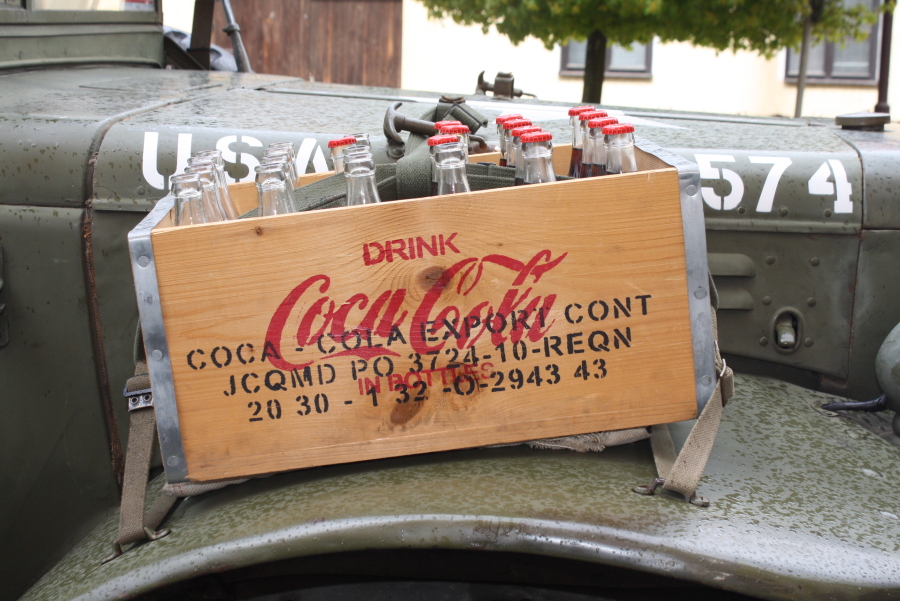 USA 574
DRINK
Coca Cola
COCA - COLA EXPORT CONT
JCQMD PO 3724-10-REQN
IN BOTTLES
20 30 - 1 32 -O-2943 43